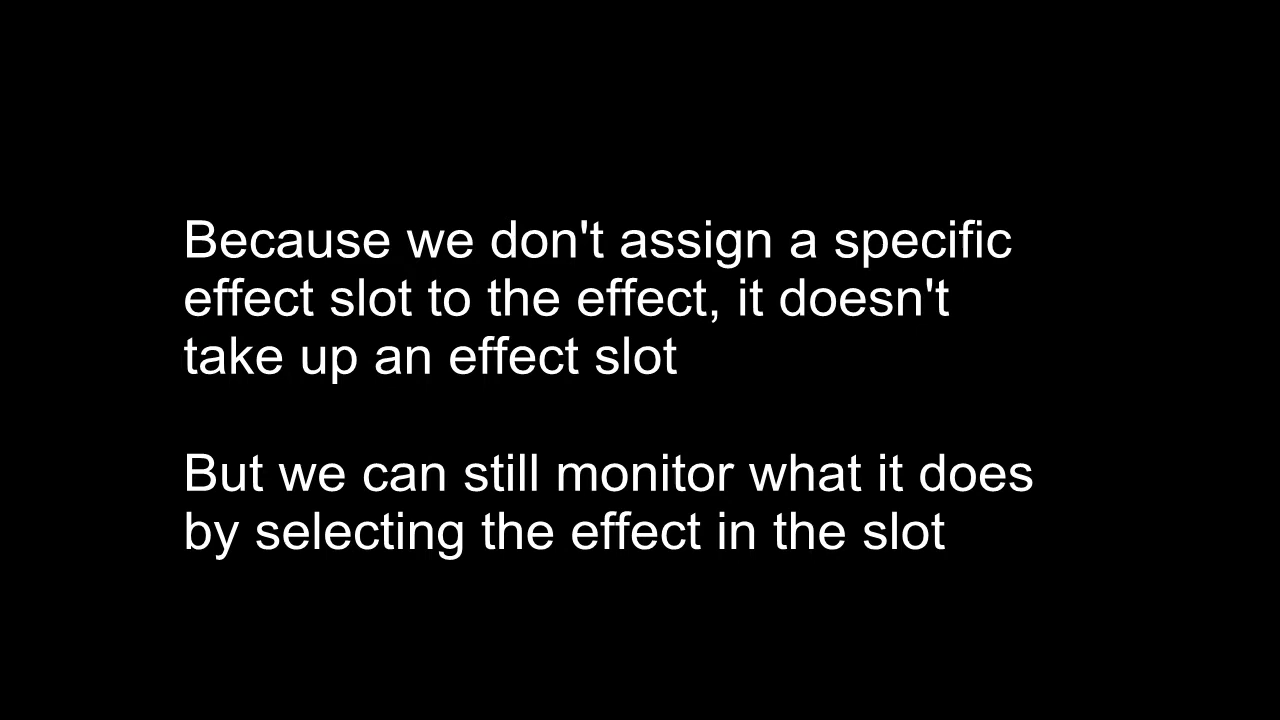 Because we don't assign a specific
effect slot to the effect, it doesn't
take up an effect slot
But we can still monitor what it does
by selecting the effect in the slot